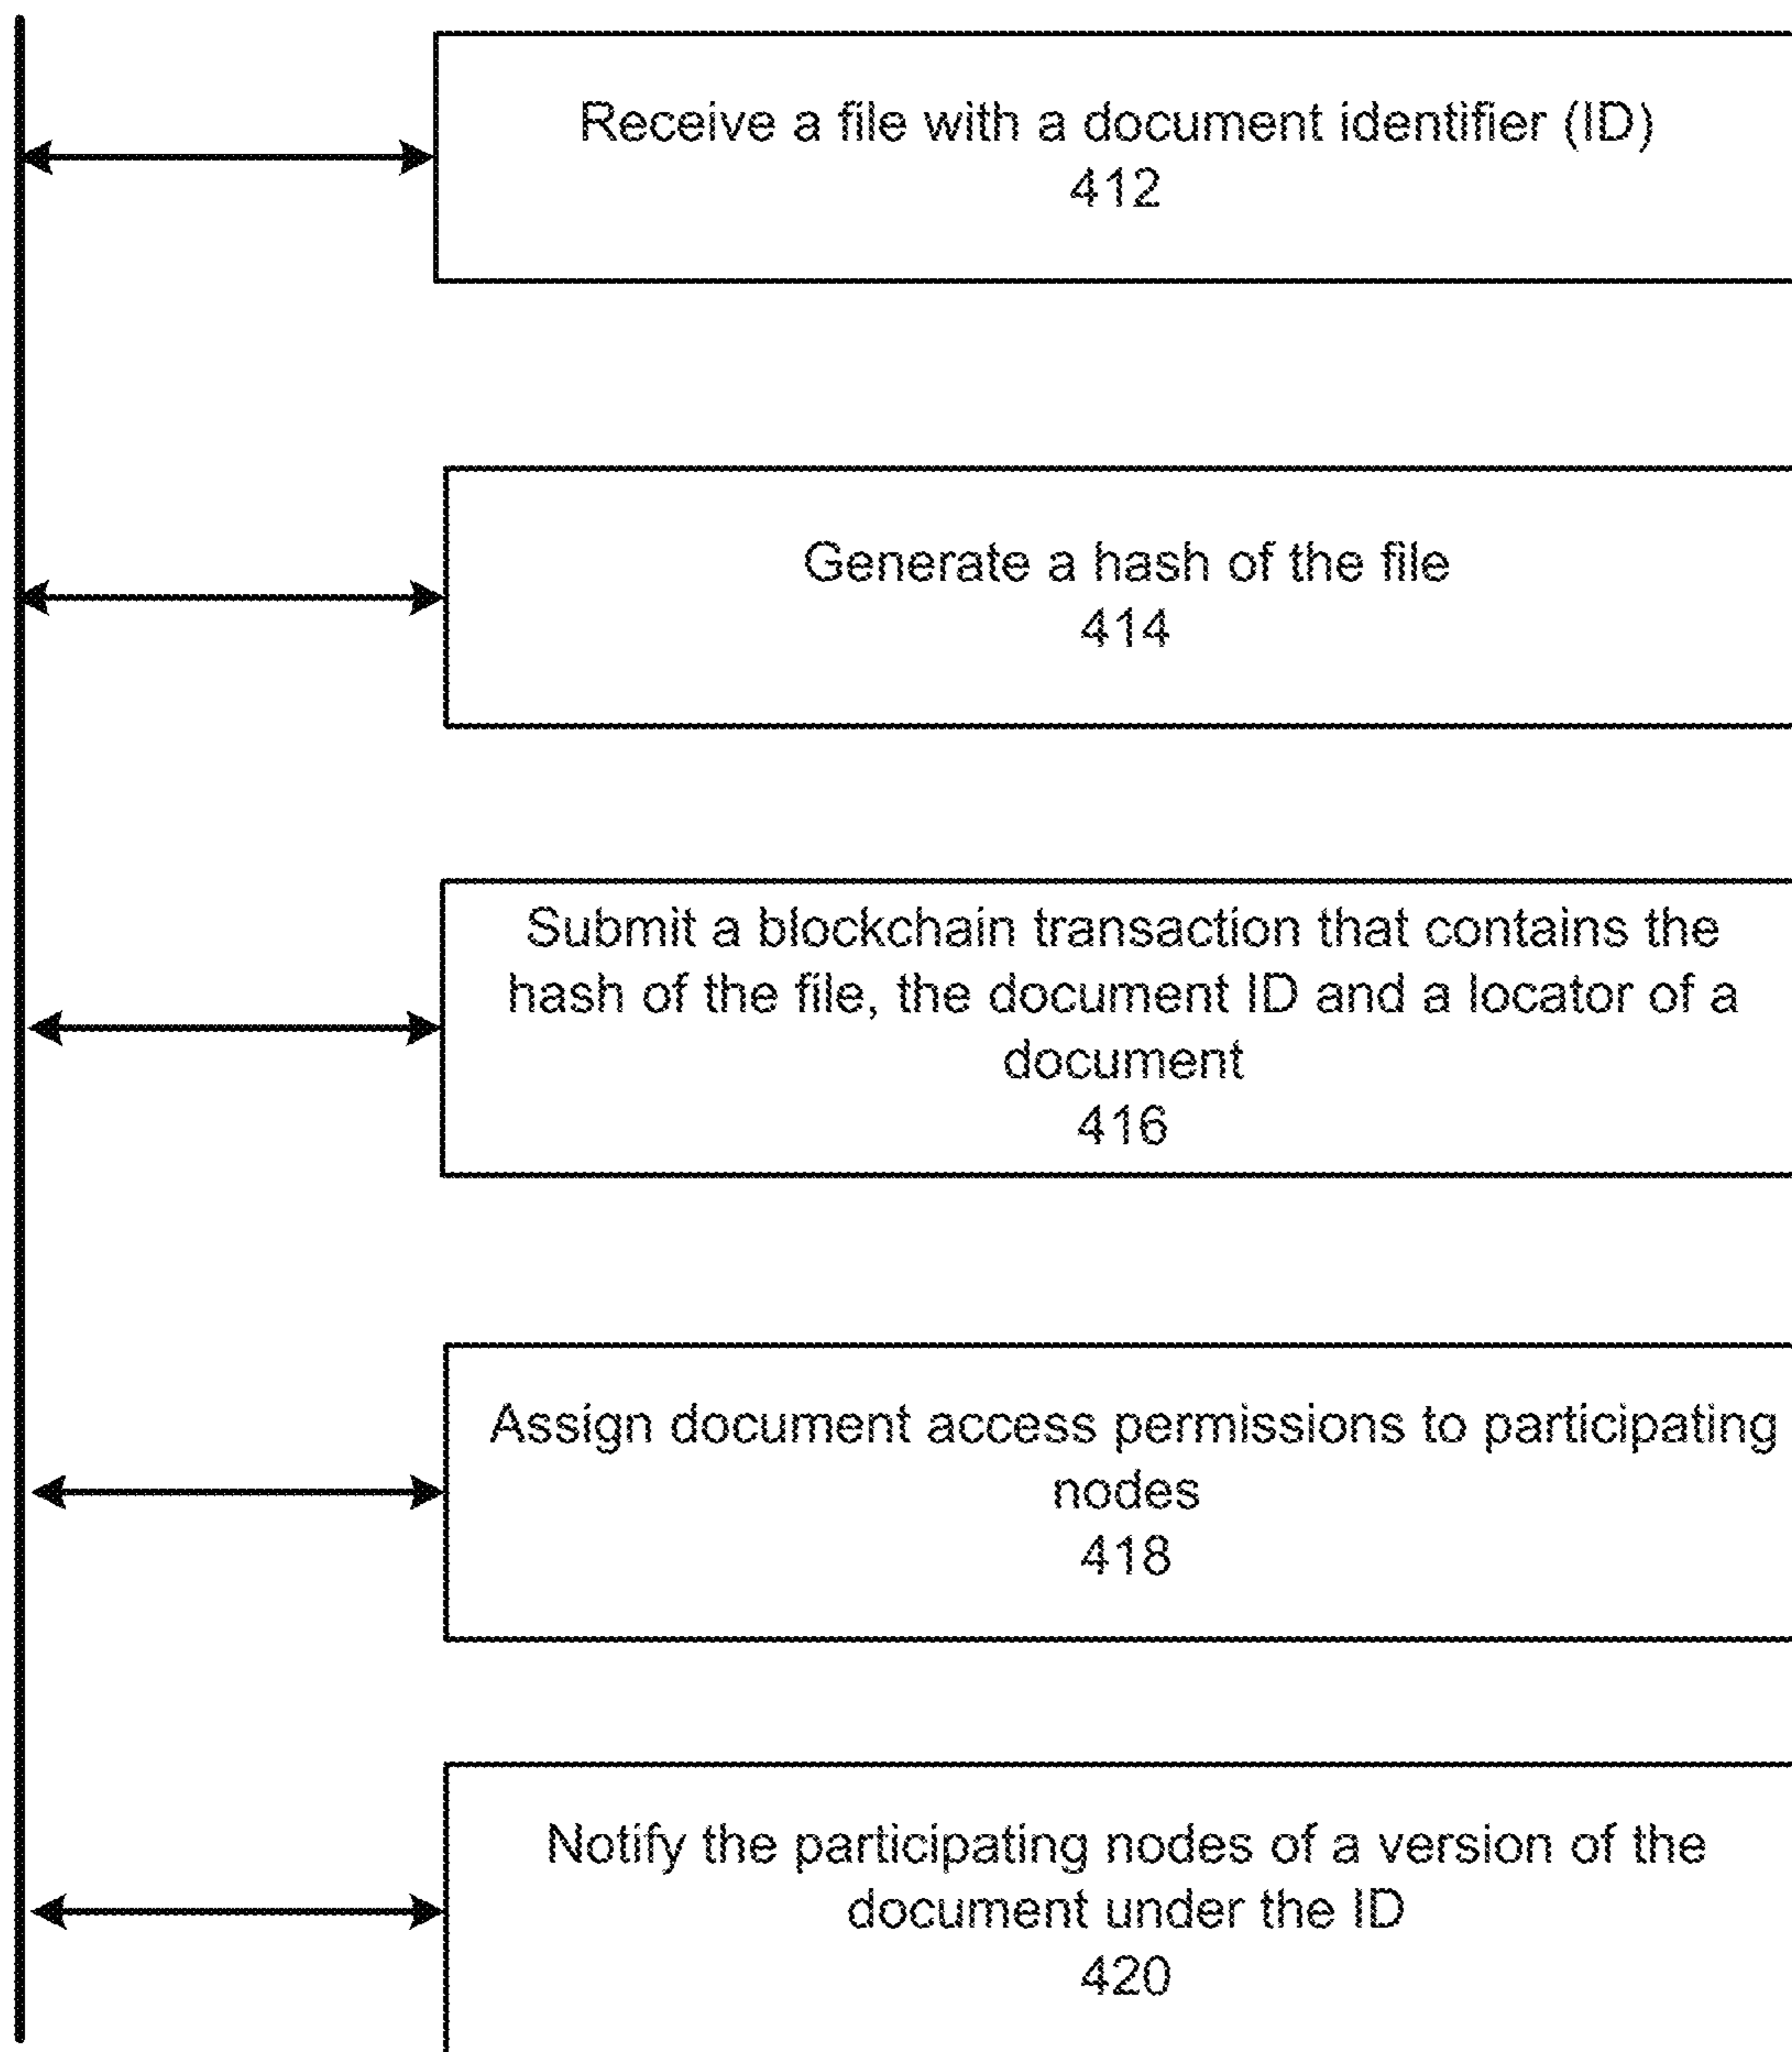 Receive a file with a document identifier (ID)
412
Generate a hash of the file
414
Submit a blockchain transaction that contains the
hash of the file, the document ID and a locator of a
document
416
Assign document access permissions to participating
nodes
418
Notify the participating nodes of a version of the
document under the ID
420